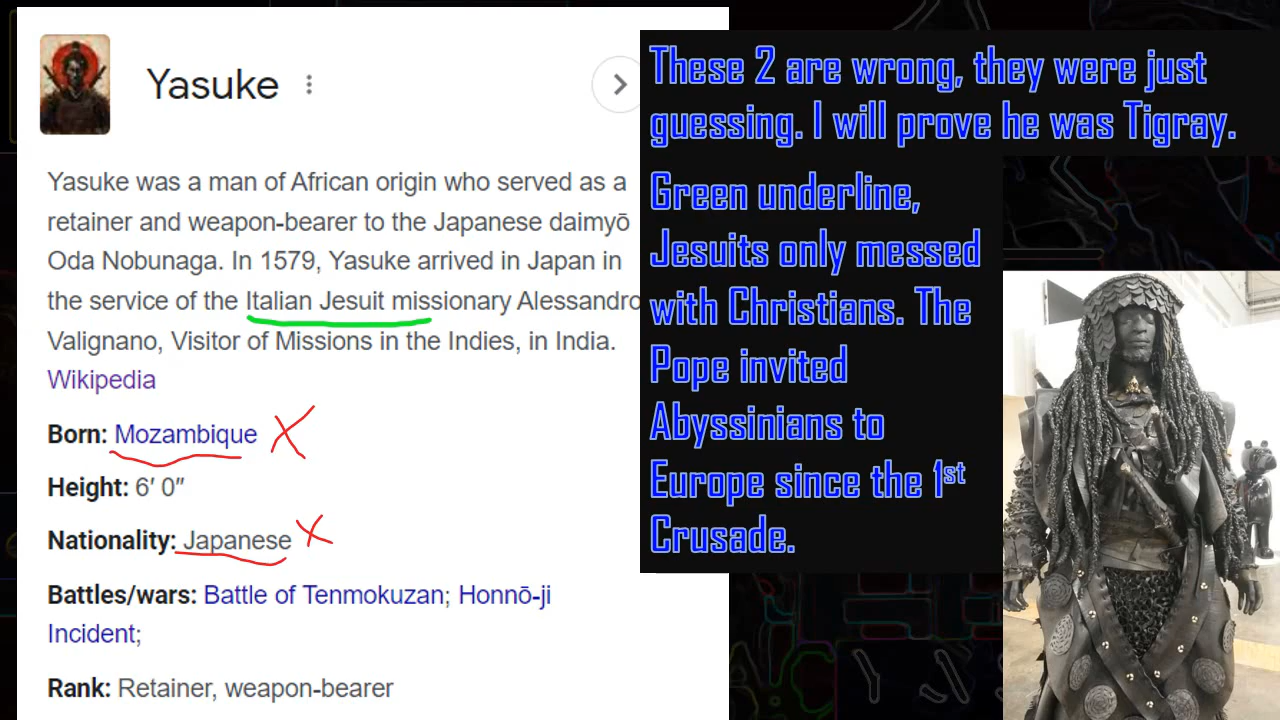 Yasuke
Yasuke was a man of African origin who served as a
retainer and weapon-bearer to the Japanese daimyō
Oda Nobunaga. In 1579, Yasuke arrived in Japan in
the service of the Italian Jesuit missionary Alessandro
Valignano, Visitor of Missions in the Indies, in India.
Wikipedia
Born: Mozambique
Height: 6′ 0″
Nationality: Japanese
Battles/wars: Battle of Tenmokuzan; Honnō-ji
Incident;
Rank: Retainer, weapon-bearer
These 2 are wrong, they were just
guessing. I will prove he was Tigray.
Green underline,
Jesuits only messed
with Christians. The
Pope invited
Abyssinians to
Europe since the 1st
Crusade.